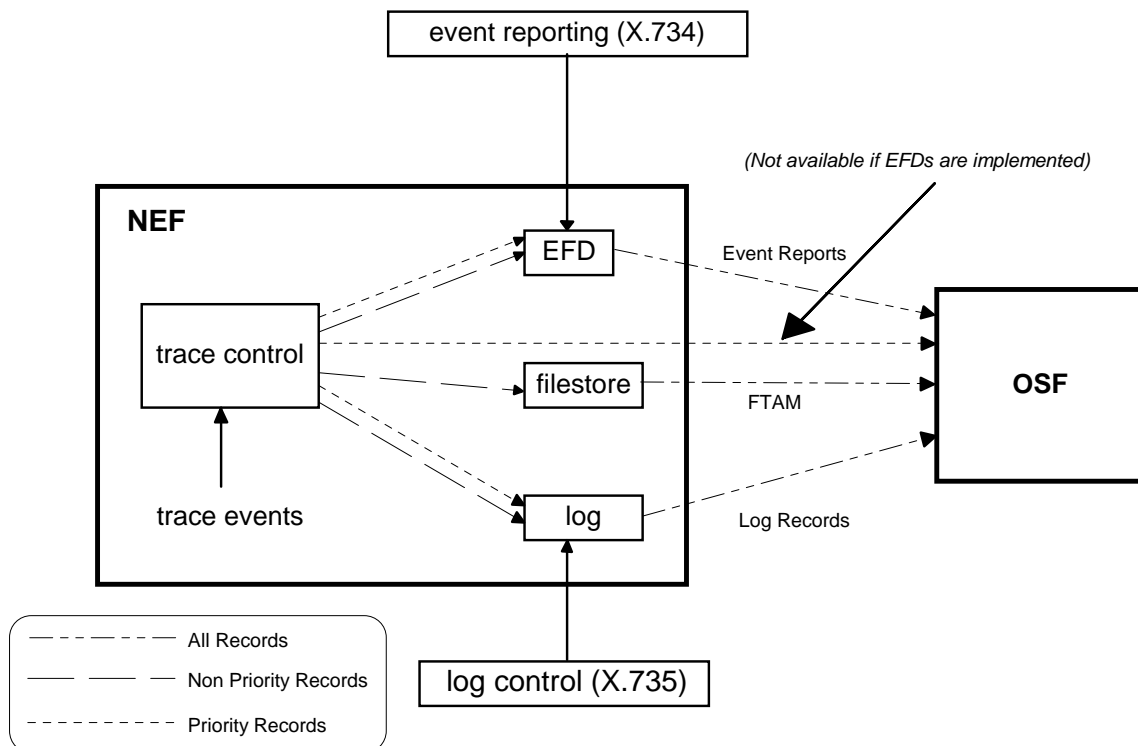 event reporting (X.734)
(Not available if EFDs are implemented)
NEF
EFD
Event Reports
trace control
filestore
FTAM
OSF
trace events
log
Log Records
All Records
Non Priority Records
Priority Records
log control (X.735)